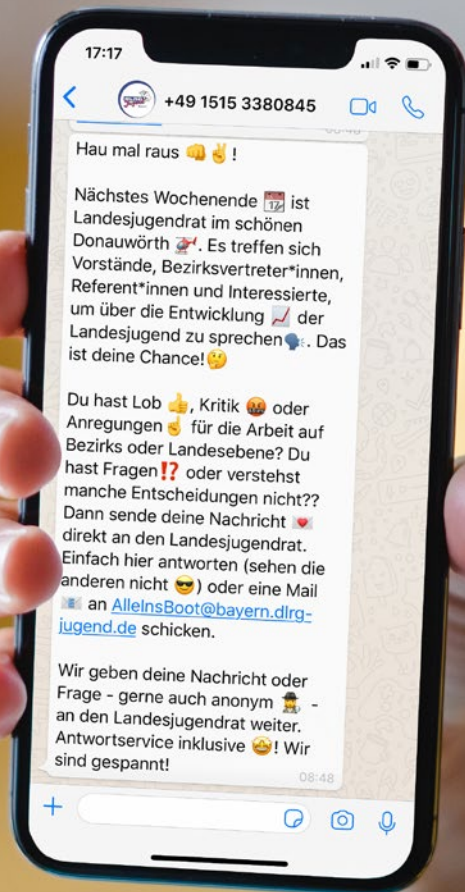 17:17
+49 1515 3380845
Hau mal raus 👊✌️!
Nächstes Wochenende 📆 ist
Landesjugendrat im schönen
Donauwörth 🚁. Es treffen sich
Vorstände, Bezirksvertreter*innen,
Referent*innen und Interessierte,
um über die Entwicklung 📈 der
Landesjugend zu sprechen🗣️. Das
ist deine Chance!🤔
Du hast Lob 👍, Kritik 🤬 oder
Anregungen☝️ für die Arbeit auf
Bezirks oder Landesebene? Du
hast Fragen⁉️ oder verstehst
manche Entscheidungen nicht??
Dann sende deine Nachricht 💌
direkt an den Landesjugendrat.
Einfach hier antworten (sehen die
anderen nicht 😎) oder eine Mail
📧 an AlleInsBoot@bayern.dlrg-
jugend.de schicken.
Wir geben deine Nachricht oder
Frage - gerne auch anonym 🕵️ -
an den Landesjugendrat weiter.
Antwortservice inklusive 🤩! Wir
sind gespannt!
08:48